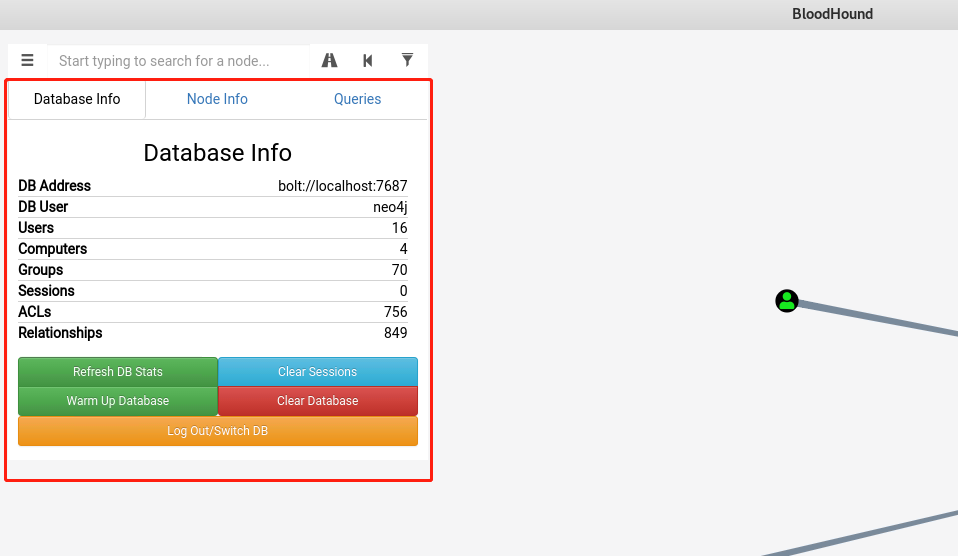 BloodHound
Start typing to search for a node...
Database Info Node Info Queries
Database Info
DB Address bolt://localhost:7687
DB User neo4j
Users 16
Computers 4
Groups 70
Sessions 0
ACLs 756
Relationships 849
Refresh DB Stats Clear Sessions
Warm Up Database Clear Database
Log Out/Switch DB